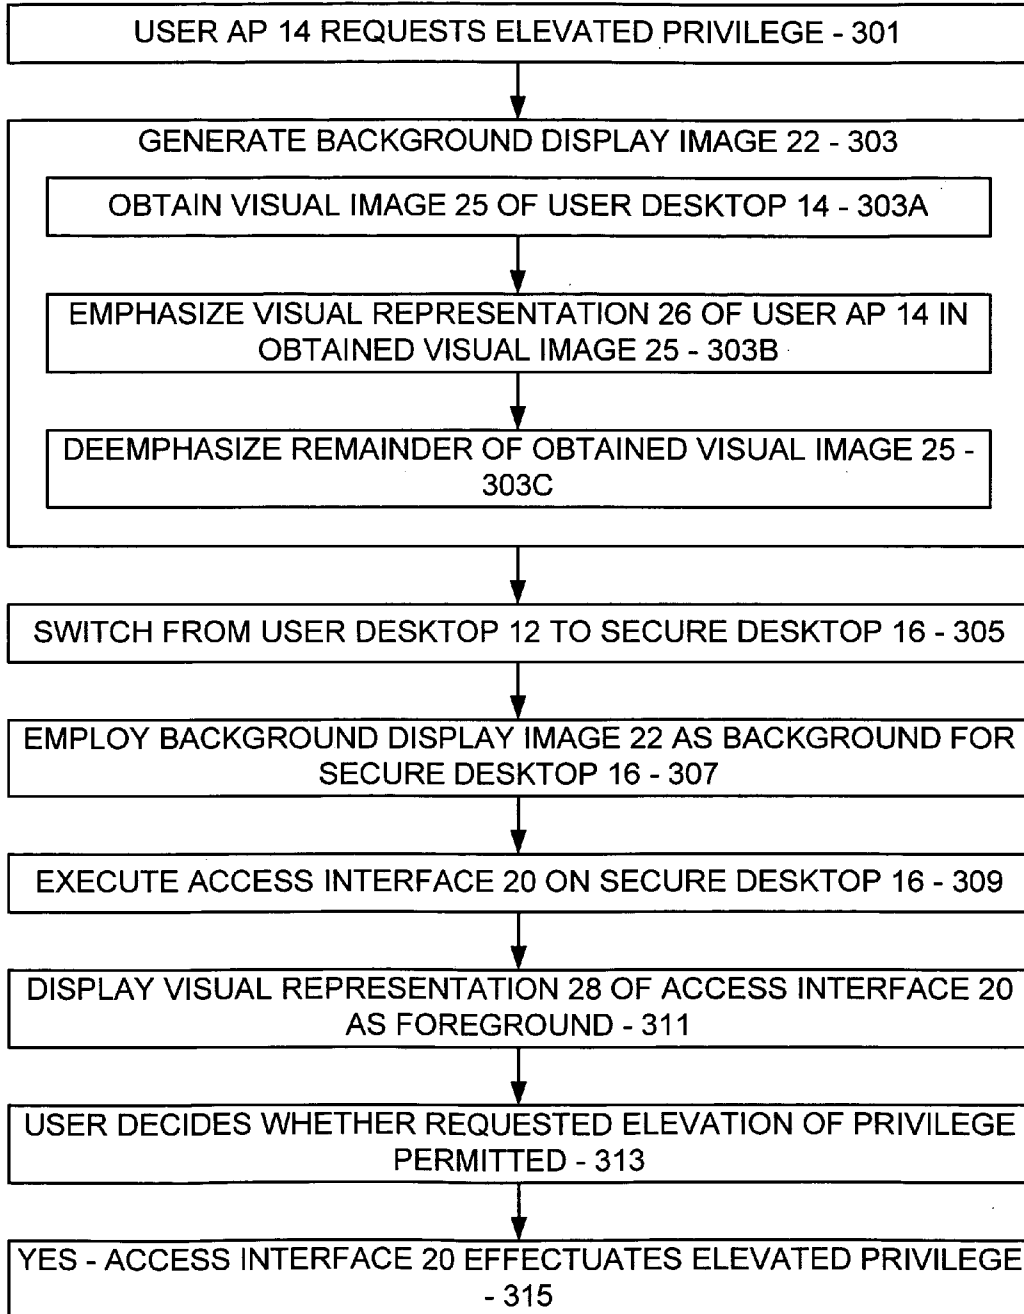 USER AP 14 REQUESTS ELEVATED PRIVILEGE - 301
GENERATE BACKGROUND DISPLAY IMAGE 22 - 303
OBTAIN VISUAL IMAGE 25 OF USER DESKTOP 14 - 303A
EMPHASIZE VISUAL REPRESENTATION 26 OF USER AP 14 IN
OBTAINED VISUAL IMAGE 25 - 303B
DEEMPHASIZE REMAINDER OF OBTAINED VISUAL IMAGE 25 -
303C
SWITCH FROM USER DESKTOP 12 TO SECURE DESKTOP 16 - 305
EMPLOY BACKGROUND DISPLAY IMAGE 22 AS BACKGROUND FOR
SECURE DESKTOP 16 - 307
EXECUTE ACCESS INTERFACE 20 ON SECURE DESKTOP 16 - 309
DISPLAY VISUAL REPRESENTATION 28 OF ACCESS INTERFACE 20
AS FOREGROUND - 311
USER DECIDES WHETHER REQUESTED ELEVATION OF PRIVILEGE
PERMITTED - 313
YES - ACCESS INTERFACE 20 EFFECTUATES ELEVATED PRIVILEGE
- 315